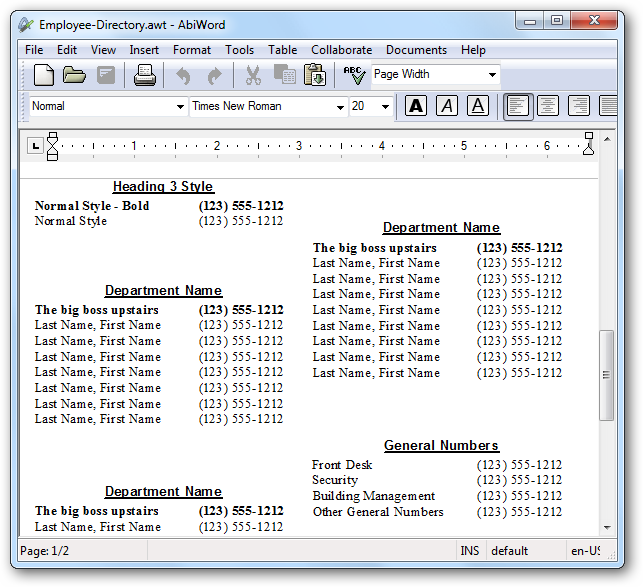 Employee-Directory.awt - AbiWord
File Edit View Insert Format Tools Table Collaborate Documents Help
ABC Page Width
Normal Times New Roman 20 A A A
L 1 2 3 4 5 6
Heading 3 Style
Normal Style - Bold (123) 555-1212
Normal Style (123) 555-1212
Department Name
The big boss upstairs (123) 555-1212
Last Name, First Name (123) 555-1212
Last Name, First Name (123) 555-1212
Last Name, First Name (123) 555-1212
Last Name, First Name (123) 555-1212
Last Name, First Name (123) 555-1212
Last Name, First Name (123) 555-1212
Last Name, First Name (123) 555-1212
Department Name
The big boss upstairs (123) 555-1212
Last Name, First Name (123) 555-1212
Department Name
The big boss upstairs (123) 555-1212
Last Name, First Name (123) 555-1212
Last Name, First Name (123) 555-1212
Last Name, First Name (123) 555-1212
Last Name, First Name (123) 555-1212
Last Name, First Name (123) 555-1212
Last Name, First Name (123) 555-1212
Last Name, First Name (123) 555-1212
Last Name, First Name (123) 555-1212
General Numbers
Front Desk (123) 555-1212
Security (123) 555-1212
Building Management (123) 555-1212
Other General Numbers (123) 555-1212
Page: 1/2 INS default en-US